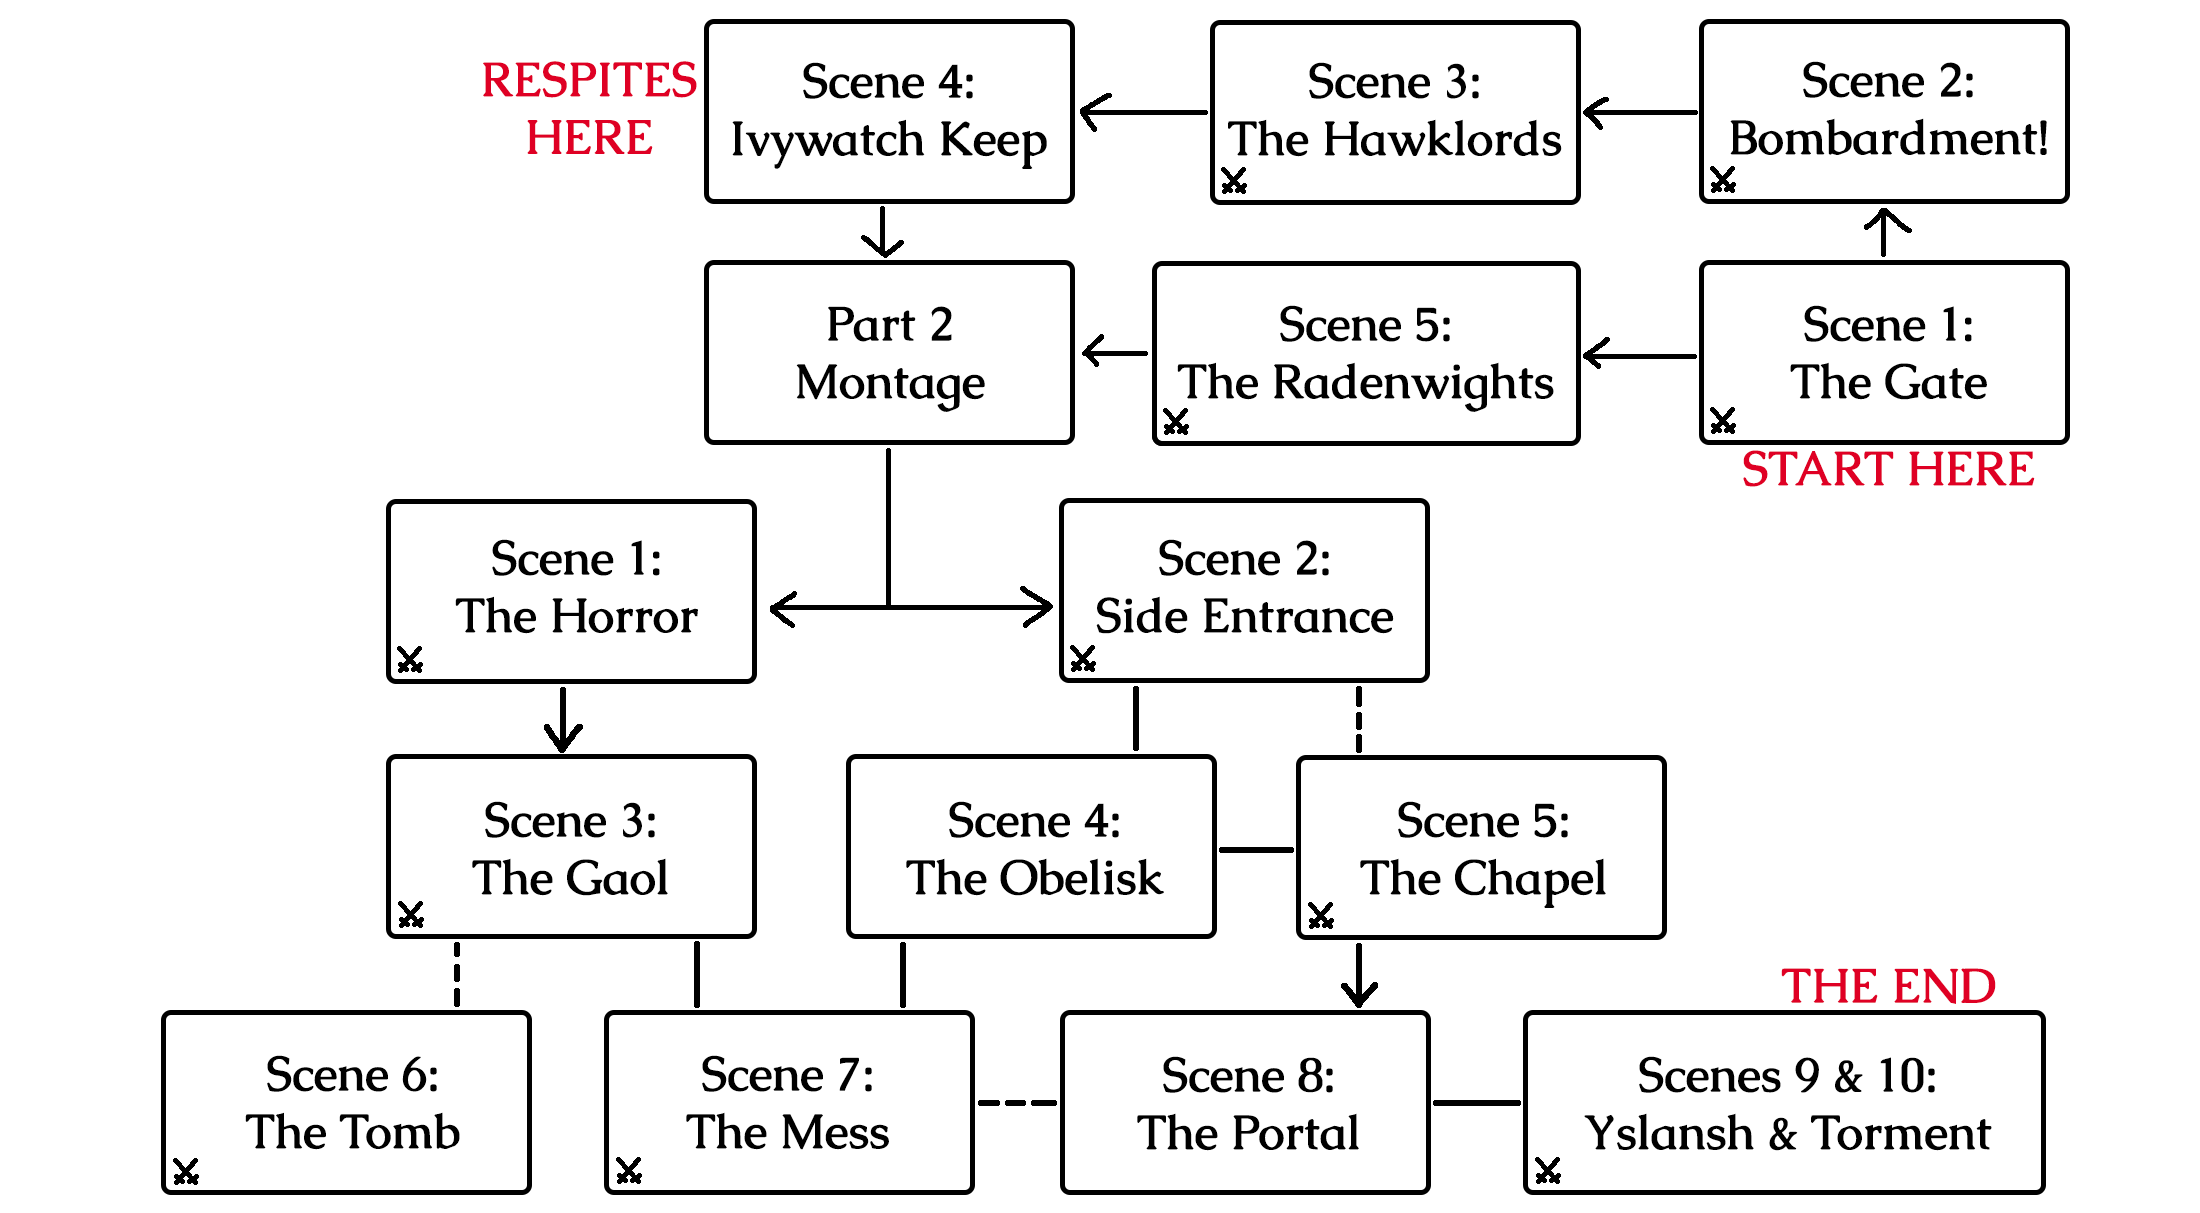 RESPITES
HERE
Scene 4:
Ivywatch Keep
Scene 3:
The Hawklords
Scene 2:
Bombardment!
Part 2
Montage
Scene 5:
The Radenwights
Scene 1:
The Gate
START HERE
Scene 1:
The Horror
Scene 2:
Side Entrance
Scene 3:
The Gaol
Scene 4:
The Obelisk
Scene 5:
The Chapel
THE END
Scene 6:
The Tomb
Scene 7:
The Mess
Scene 8:
The Portal
Scenes 9 & 10:
Yslansh & Torment